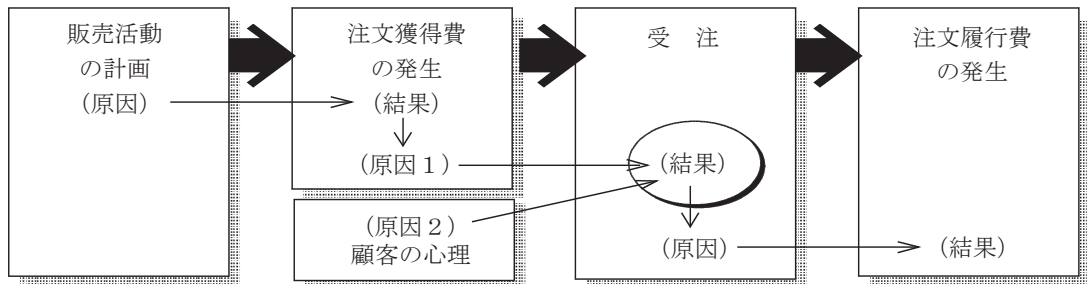 販売活動
の計画
(原因)
注文獲得費
の発生
(結果)
(原因1)
(原因2)
顧客の心理
受 注
(結果)
(原因)
注文履行費
の発生
(結果)